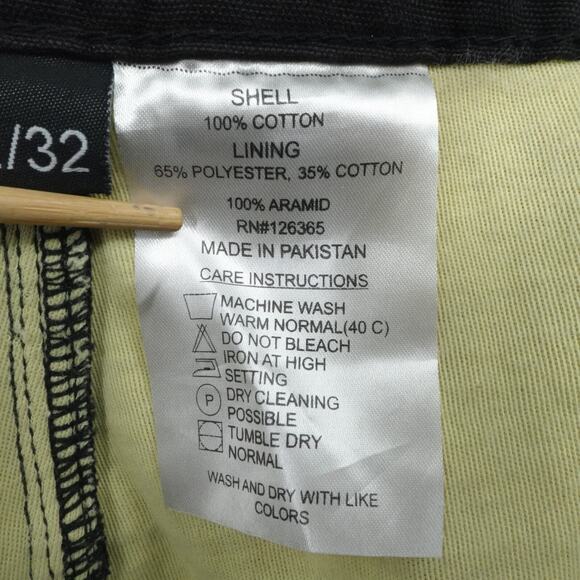 /32
SHELL
100% COTTON
LINING
65% POLYESTER, 35% COTTON
100% ARAMID
RN#126365
MADE IN PAKISTAN
CARE INSTRUCTIONS
MACHINE WASH
WARM NORMAL(40 C)
DO NOT BLEACH
IRON AT HIGH
SETTING
P DRY CLEANING
POSSIBLE
TUMBLE DRY
NORMAL
WASH AND DRY WITH LIKE
COLORS